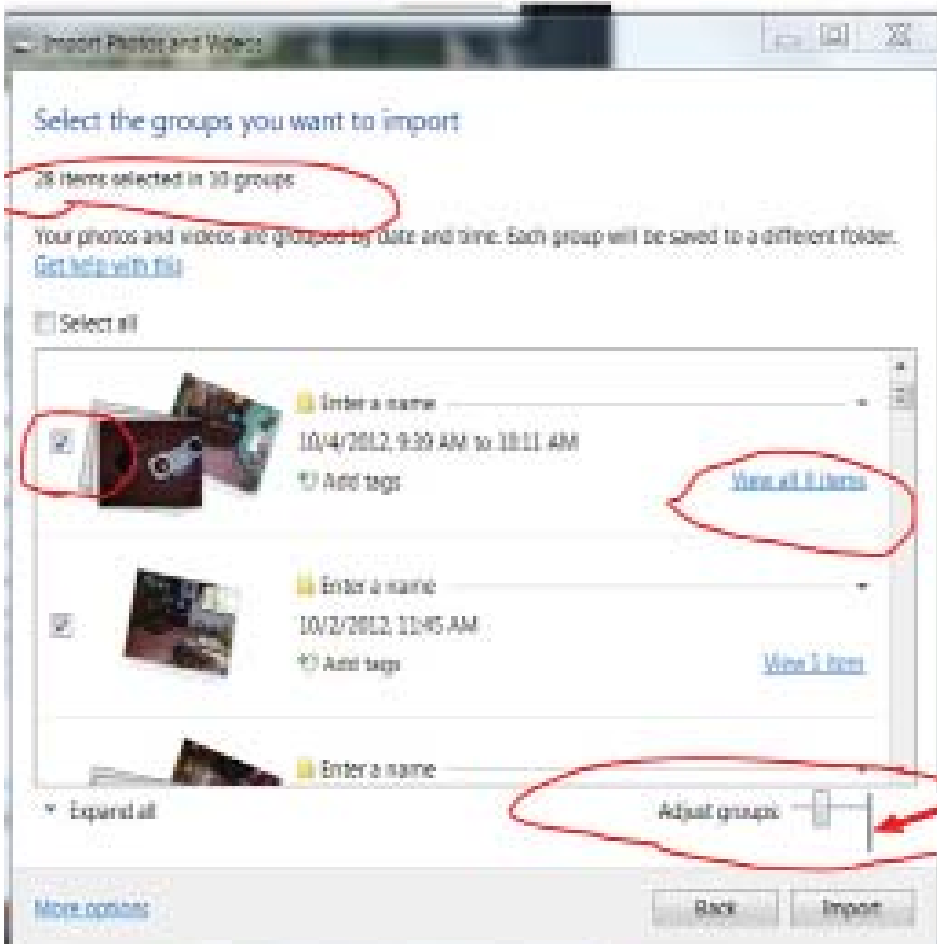 Import Photos and Videos
Select the groups you want to import
28 items selected in 10 groups
Your photos and videos are grouped by date and time. Each group will be saved to a different folder.
Get help with this
Select all
Enter a name
10/4/2012, 9:39 AM to 10:11 AM
Add tags
View all items
Enter a name
10/2/2012, 11:45 AM
Add tags
View 1 item
Enter a name
Expand all
Adjust groups
More options
Back
Import